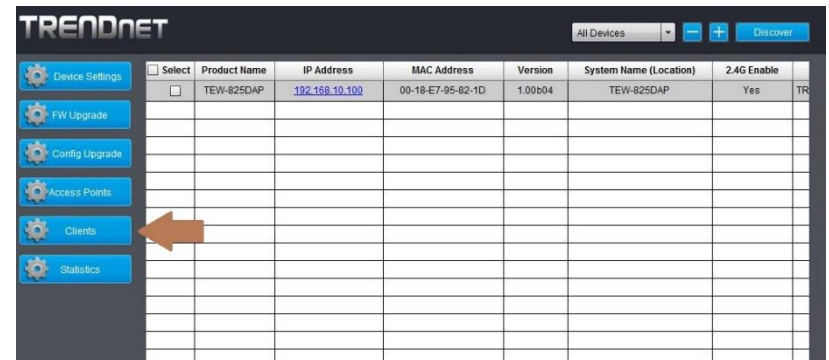 TRENDnet
All Devices
Discover
Device Settings
FW Upgrade
Config Upgrade
Access Points
Clients
Statistics
Select Product Name IP Address MAC Address Version System Name (Location) 2.4G Enable
TEW-825DAP 192.168.10.100 00-18-E7-95-82-1D 1.00b04 TEW-825DAP Yes TR